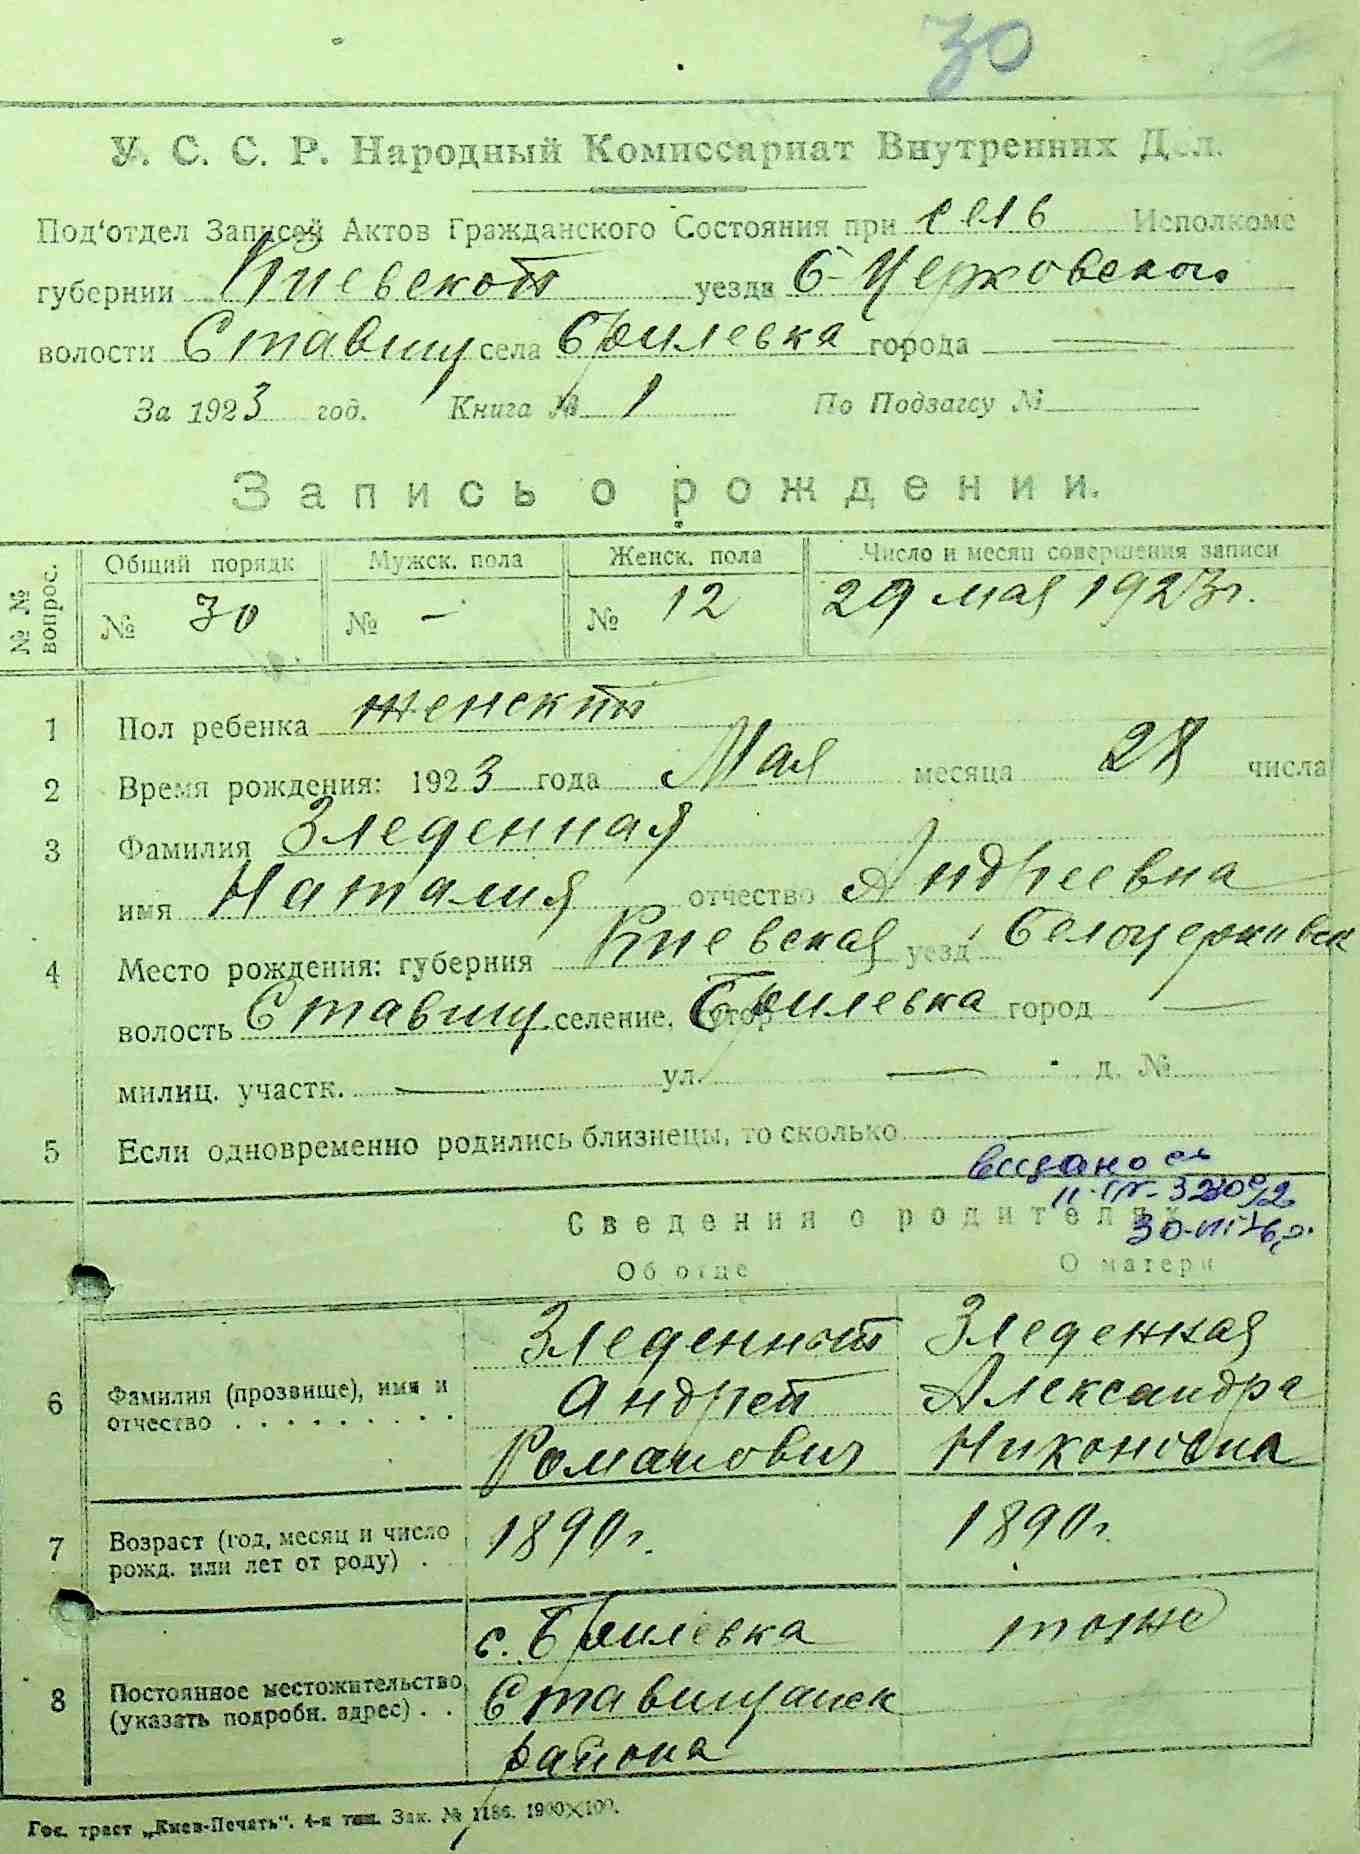 30
У. С. С. Р. Народный Комиссариат Внутренних Дел.
Под'отдел Записей Актов Гражданского Состояния при сель Исполкоме
губернии Киевской уезда Б-Церковского
волости Ставищ села Брилевка города —
За 1923 год. Книга № 1 По Подзагсу №
Запись о рождении.
№ № вопрос. Общий порядк Мужск. пола Женск. пола Число и месяц совершения записи
№ 30 № - № 12 29 мая 1923 г.
1 Пол ребенка женский
2 Время рождения: 1923 года Мая месяца 28 числа
3 Фамилия Зледенная
имя Наталия отчество Андреевна
4 Место рождения: губерния Киевская уезд Белоцерковск
волость Ставищ селение, хутор Брилевка город —
милиц. участк. — ул. — д. №
5 Если одновременно родились близнецы, то сколько —
видано св
Сведения о родителях
Об отце О матери
Зледенный Зледенная
6 Фамилия (прозвище), имя и Андрей Александра
отчество Романович Никоновна
7 Возраст (год, месяц и число 1890 г. 1890 г.
рожд. или лет от роду)
с. Брилевка тоже
8 Постоянное местожительство Ставищанск
(указать подробн. адрес) района
Гос. трест „Киев-Печать“. 4-я тип. Зак. № 1186. 1900×100.